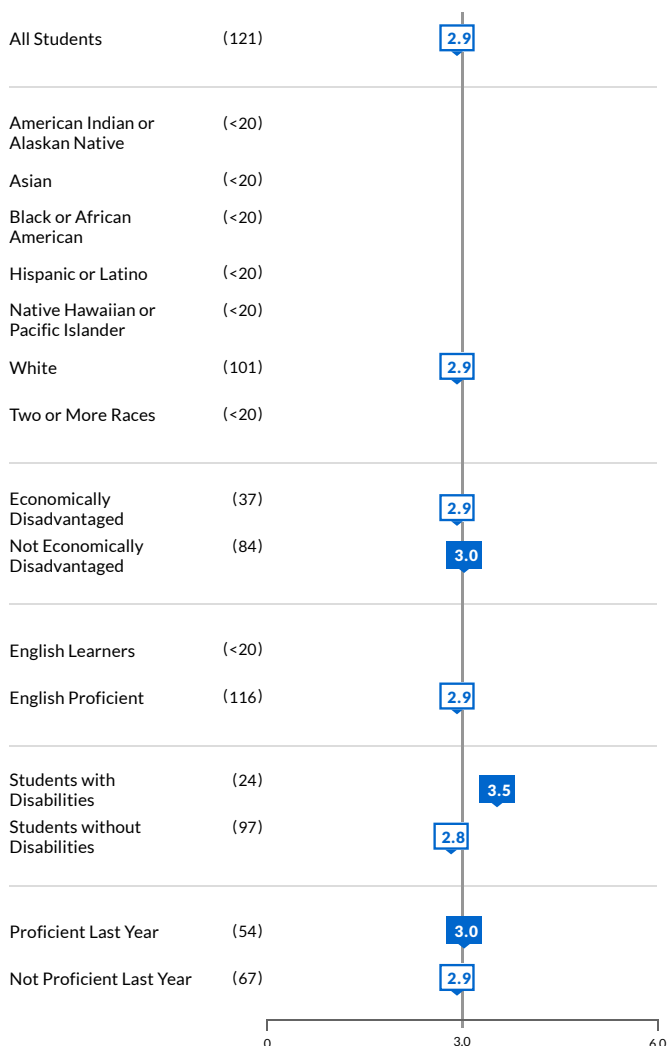 All Students (121) 2.9
American Indian or (<20)
Alaskan Native
Asian (<20)
Black or African (<20)
American
Hispanic or Latino (<20)
Native Hawaiian or (<20)
Pacific Islander
White (101) 2.9
Two or More Races (<20)
Economically (37) 2.9
Disadvantaged
Not Economically (84) 3.0
Disadvantaged
English Learners (<20)
English Proficient (116) 2.9
Students with (24) 3.5
Disabilities
Students without (97) 2.8
Disabilities
Proficient Last Year (54) 3.0
Not Proficient Last Year (67) 2.9
0 3.0 6.0